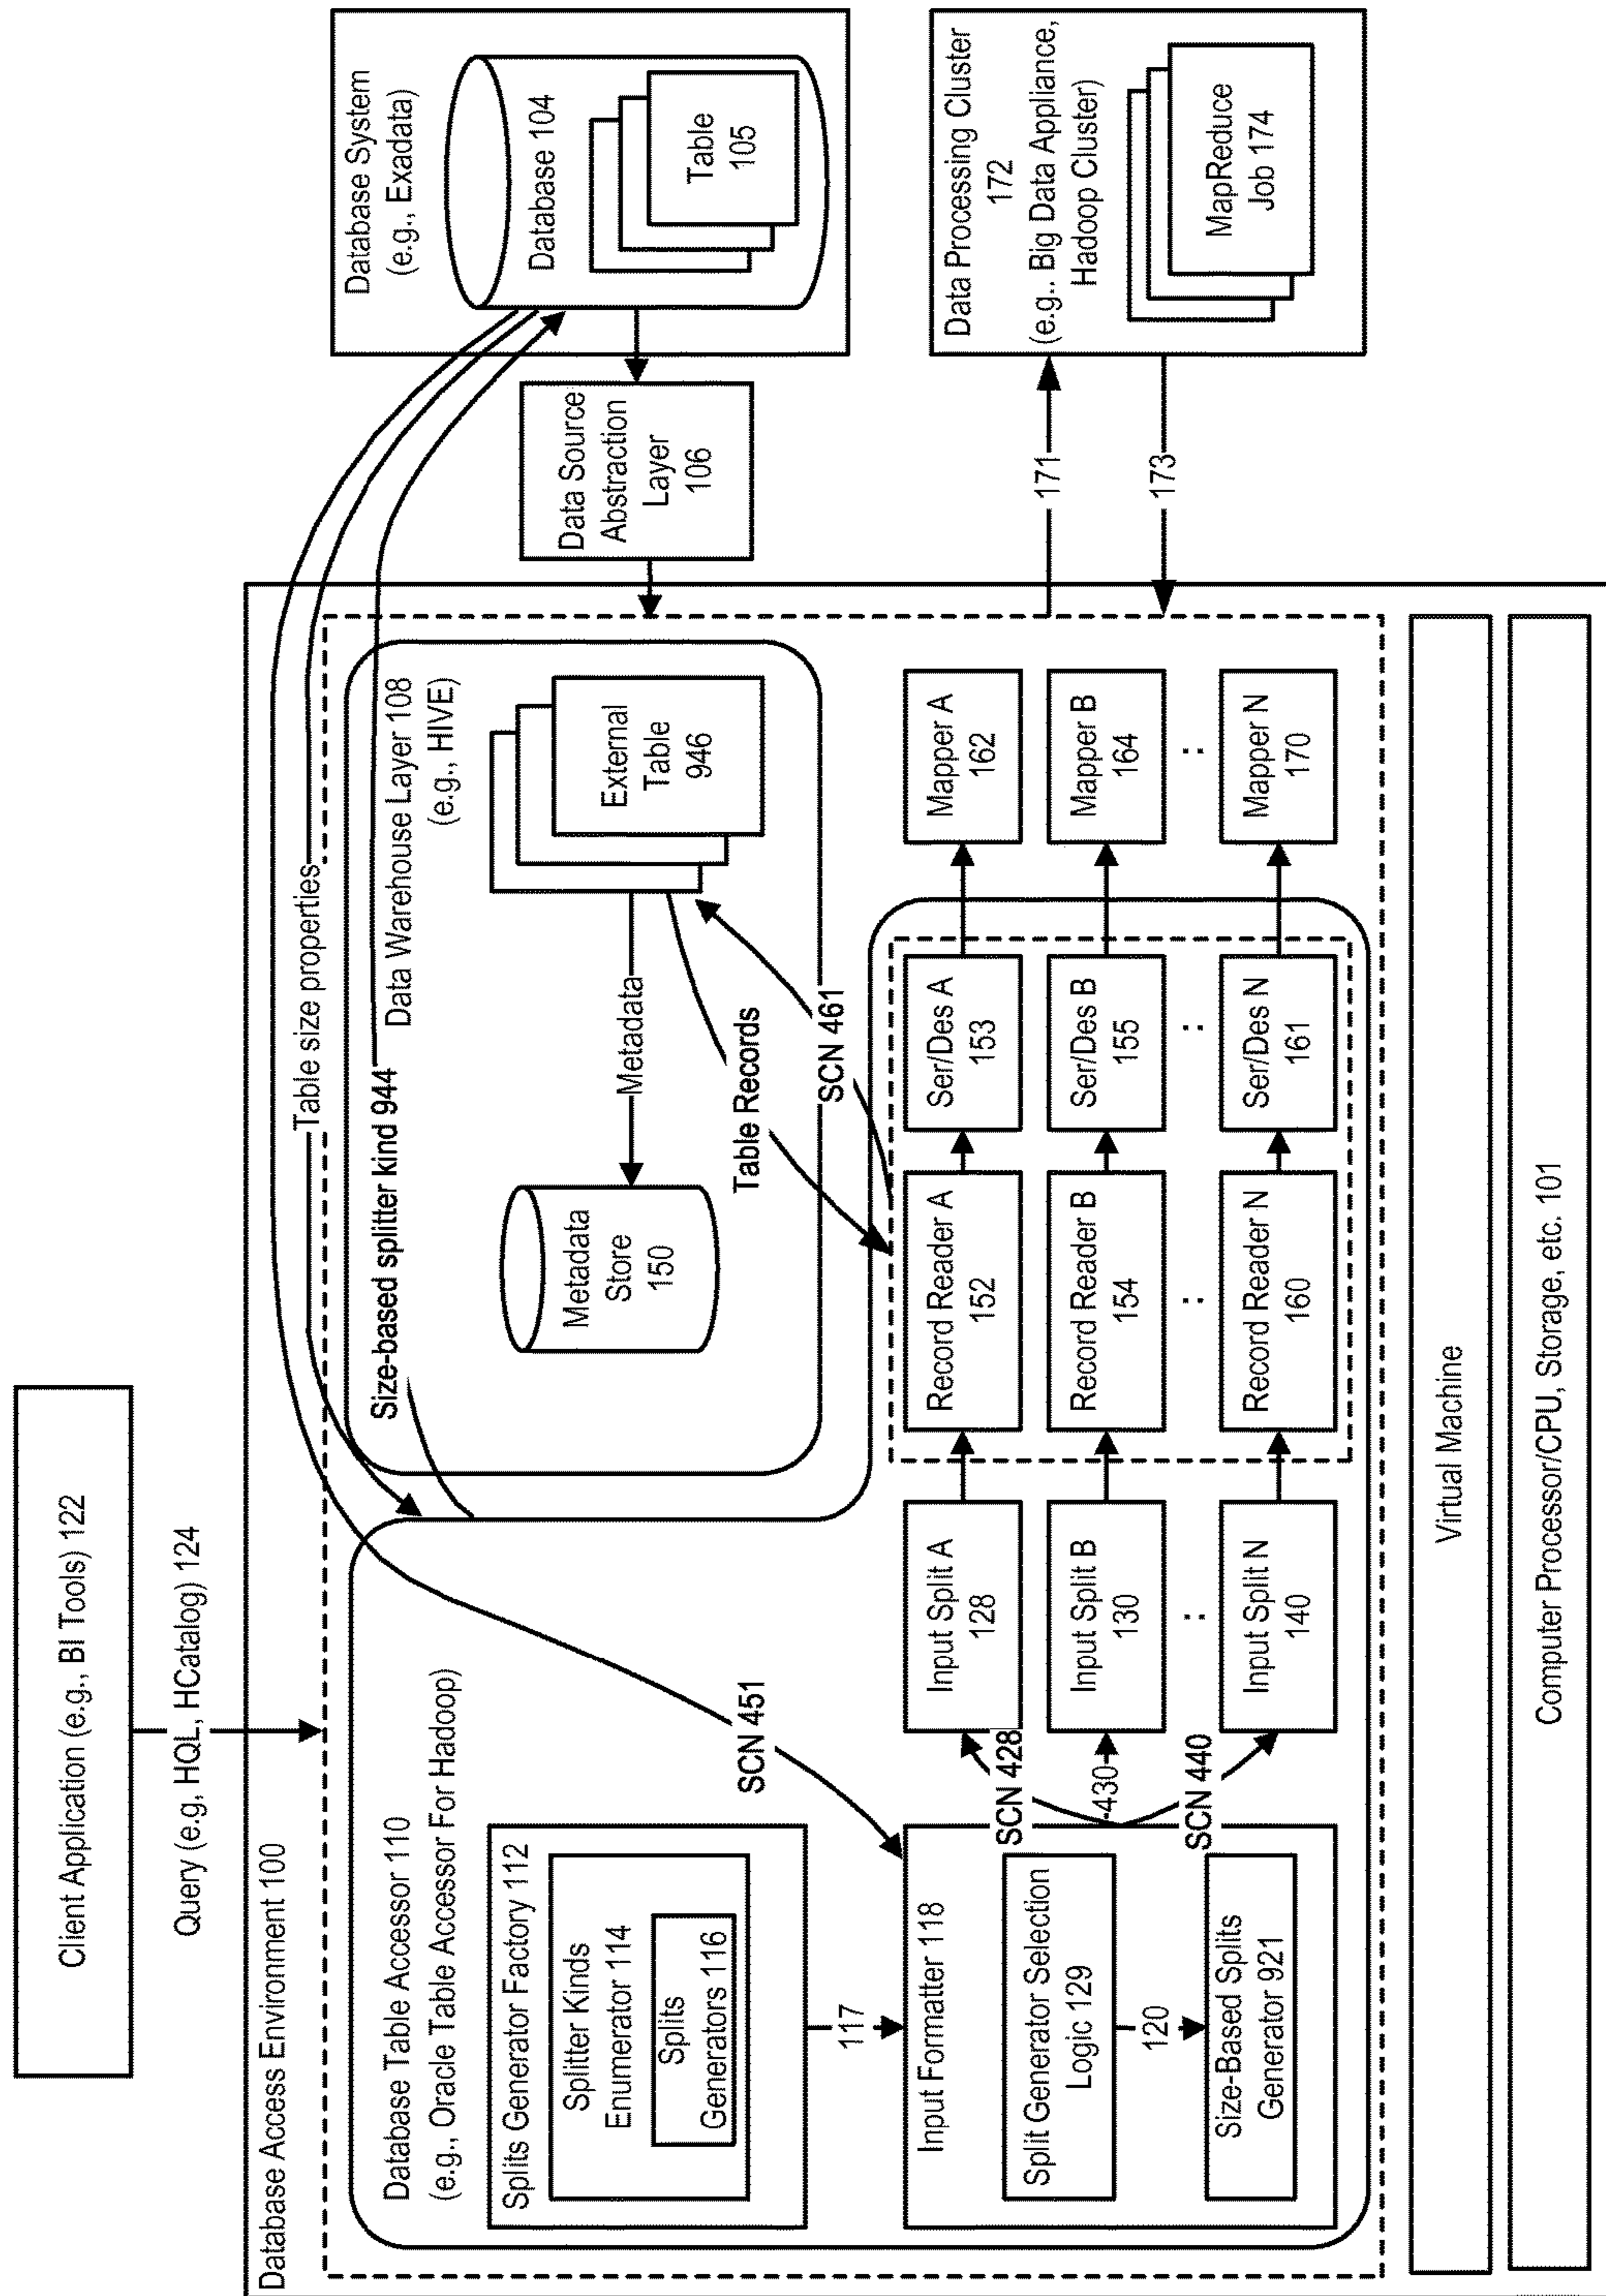 Client Application (e.g., BI Tools) 122
Query (e.g, HQL, HCatalog) 124
Database Access Environment 100
Database Table Accessor 110
(e.g., Oracle Table Accessor For Hadoop)
Splits Generator Factory 112
Splitter Kinds
Enumerator 114
Splits
Generators 116
117
Input Formatter 118
Split Generator Selection
Logic 129
120
Size-Based Splits
Generator 921
SCN 451
SCN 428
430
SCN 440
Input Split A
128
Input Split B
130
:
Input Split N
140
Table size properties
Size-based splitter kind 944
Data Warehouse Layer 108
(e.g., HIVE)
Metadata
Store
150
Metadata
External
Table
946
Table Records
SCN 461
Record Reader A
152
Record Reader B
154
:
Record Reader N
160
Ser/Des A
153
Ser/Des B
155
:
Ser/Des N
161
Mapper A
162
Mapper B
164
:
Mapper N
170
Database System
(e.g., Exadata)
Database 104
Table
105
Data Source
Abstraction
Layer
106
171
173
Data Processing Cluster
172
(e.g.. Big Data Appliance,
Hadoop Cluster)
MapReduce
Job 174
Virtual Machine
Computer Processor/CPU, Storage, etc. 101